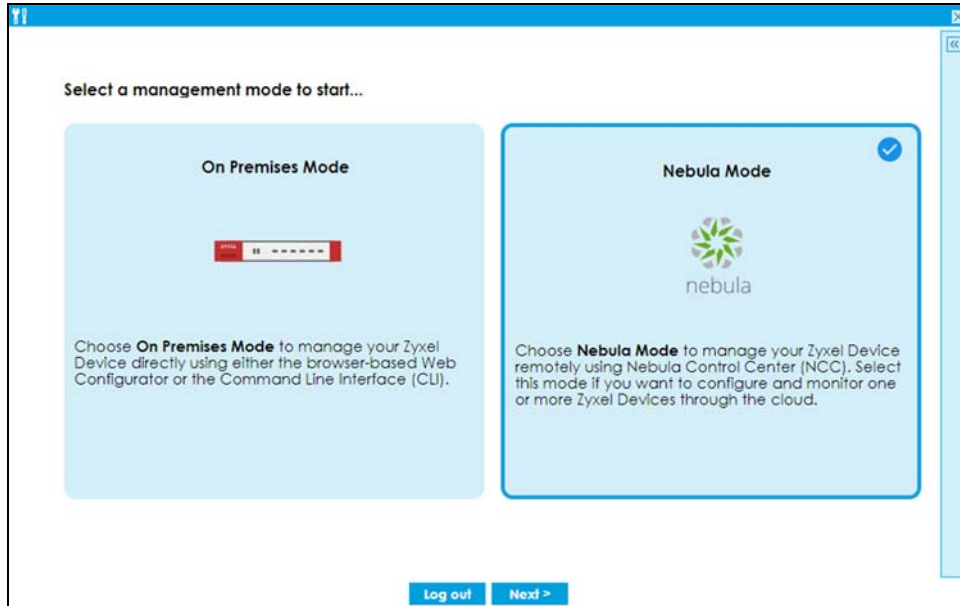 Select a management mode to start...
On Premises Mode
ZYXEL
Choose On Premises Mode to manage your Zyxel
Device directly using either the browser-based Web
Configurator or the Command Line Interface (CLI).
Nebula Mode
nebula
Choose Nebula Mode to manage your Zyxel Device
remotely using Nebula Control Center (NCC). Select
this mode if you want to configure and monitor one
or more Zyxel Devices through the cloud.
Log out
Next >